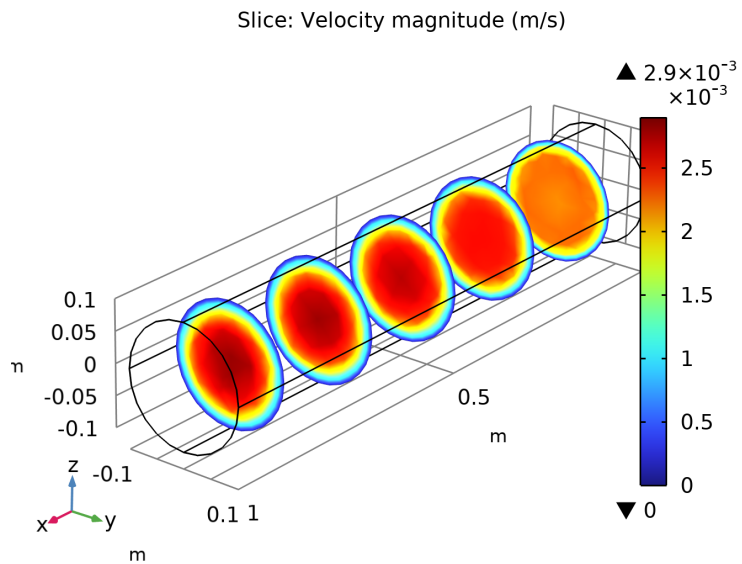 Slice: Velocity magnitude (m/s)
▲ 2.9×10⁻³
×10⁻³
2.5
2
1.5
1
0.5
0
▼ 0
0.1
0.05
0
-0.05
-0.1
m
-0.1
0.1
1
0.5
m
m
z
x
y